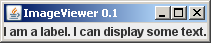 ImageViewer 0.1
I am a label. I can display some text.